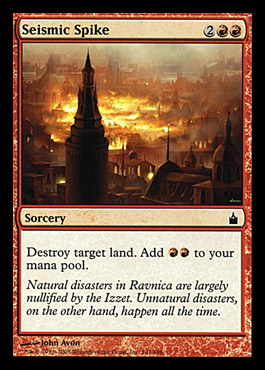 Seismic Spike 2
Sorcery
Destroy target land. Add to your
mana pool.
Natural disasters in Ravnica are largely
nullified by the Izzet. Unnatural disasters,
on the other hand, happen all the time.
John Avon